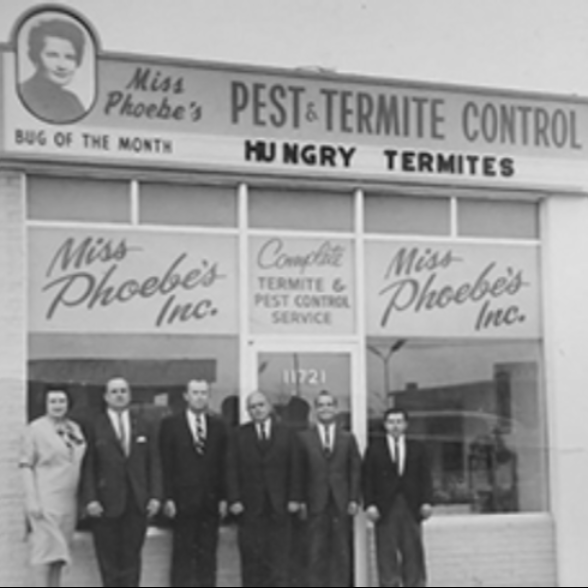 Miss
Phoebe's
PEST & TERMITE CONTROL
BUG OF THE MONTH
HUNGRY TERMITES
Miss
Phoebe's
Inc.
Complete
TERMITE &
PEST CONTROL
SERVICE
Miss
Phoebe's
Inc.
11721